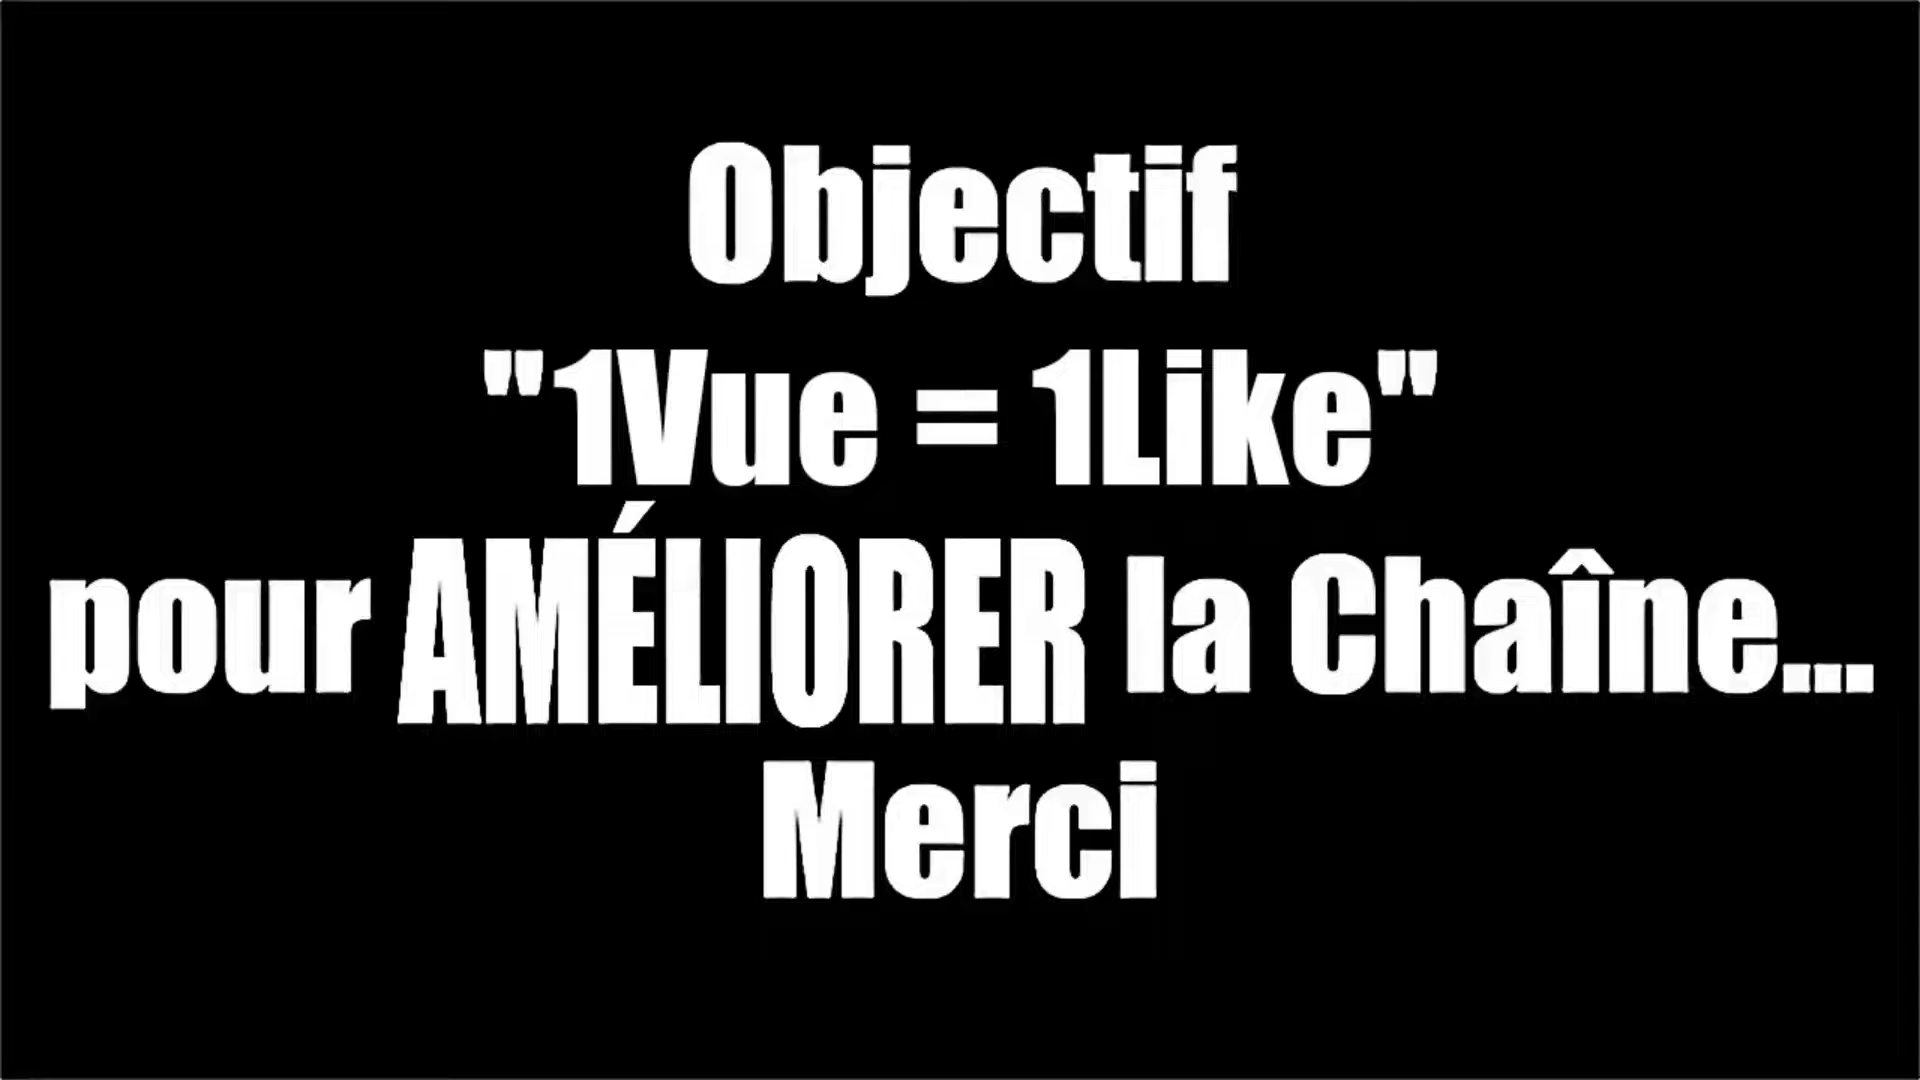 Objectif
"1Vue = 1Like"
pour AMÉLIORER la Chaîne...
Merci